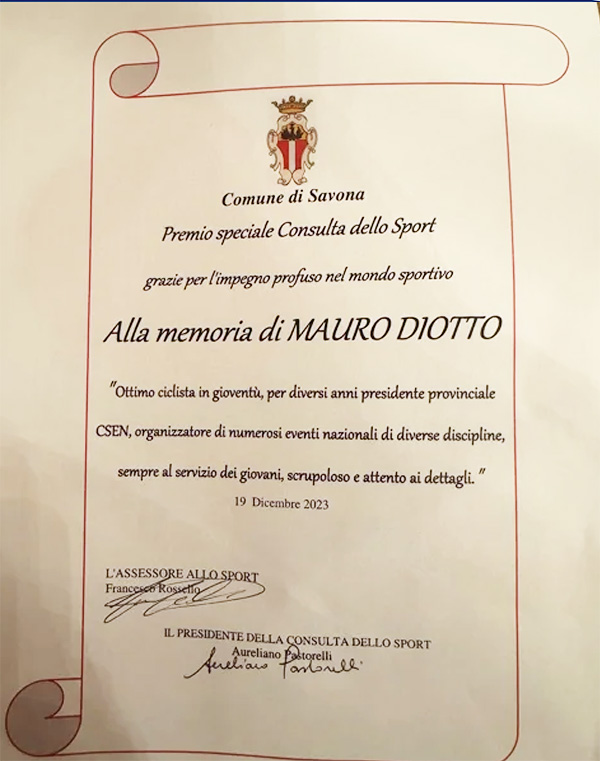 Comune di Savona
Premio speciale Consulta dello Sport
grazie per l'impegno profuso nel mondo sportivo
Alla memoria di MAURO DIOTTO
"Ottimo ciclista in gioventù, per diversi anni presidente provinciale
CSEN, organizzatore di numerosi eventi nazionali di diverse discipline,
sempre al servizio dei giovani, scrupoloso e attento ai dettagli. "
19 Dicembre 2023
L'ASSESSORE ALLO SPORT
Francesco Rossello
IL PRESIDENTE DELLA CONSULTA DELLO SPORT
Aureliano Pastorelli
Aureliano Pastorelli